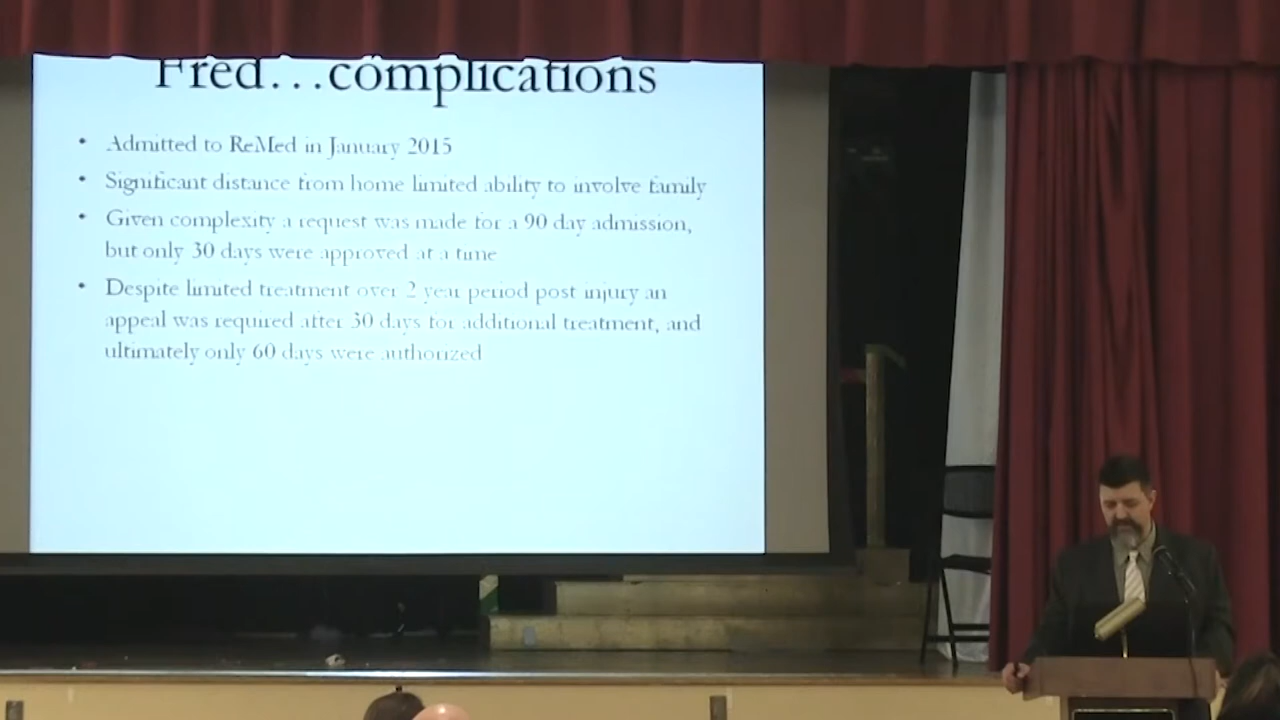 Fred…complications
• Admitted to ReMed in January 2015
• Significant distance from home limited ability to involve family
• Given complexity a request was made for a 90 day admission,
but only 30 days were approved at a time
• Despite limited treatment over 2 year period post injury an
appeal was required after 30 days for additional treatment, and
ultimately only 60 days were authorized